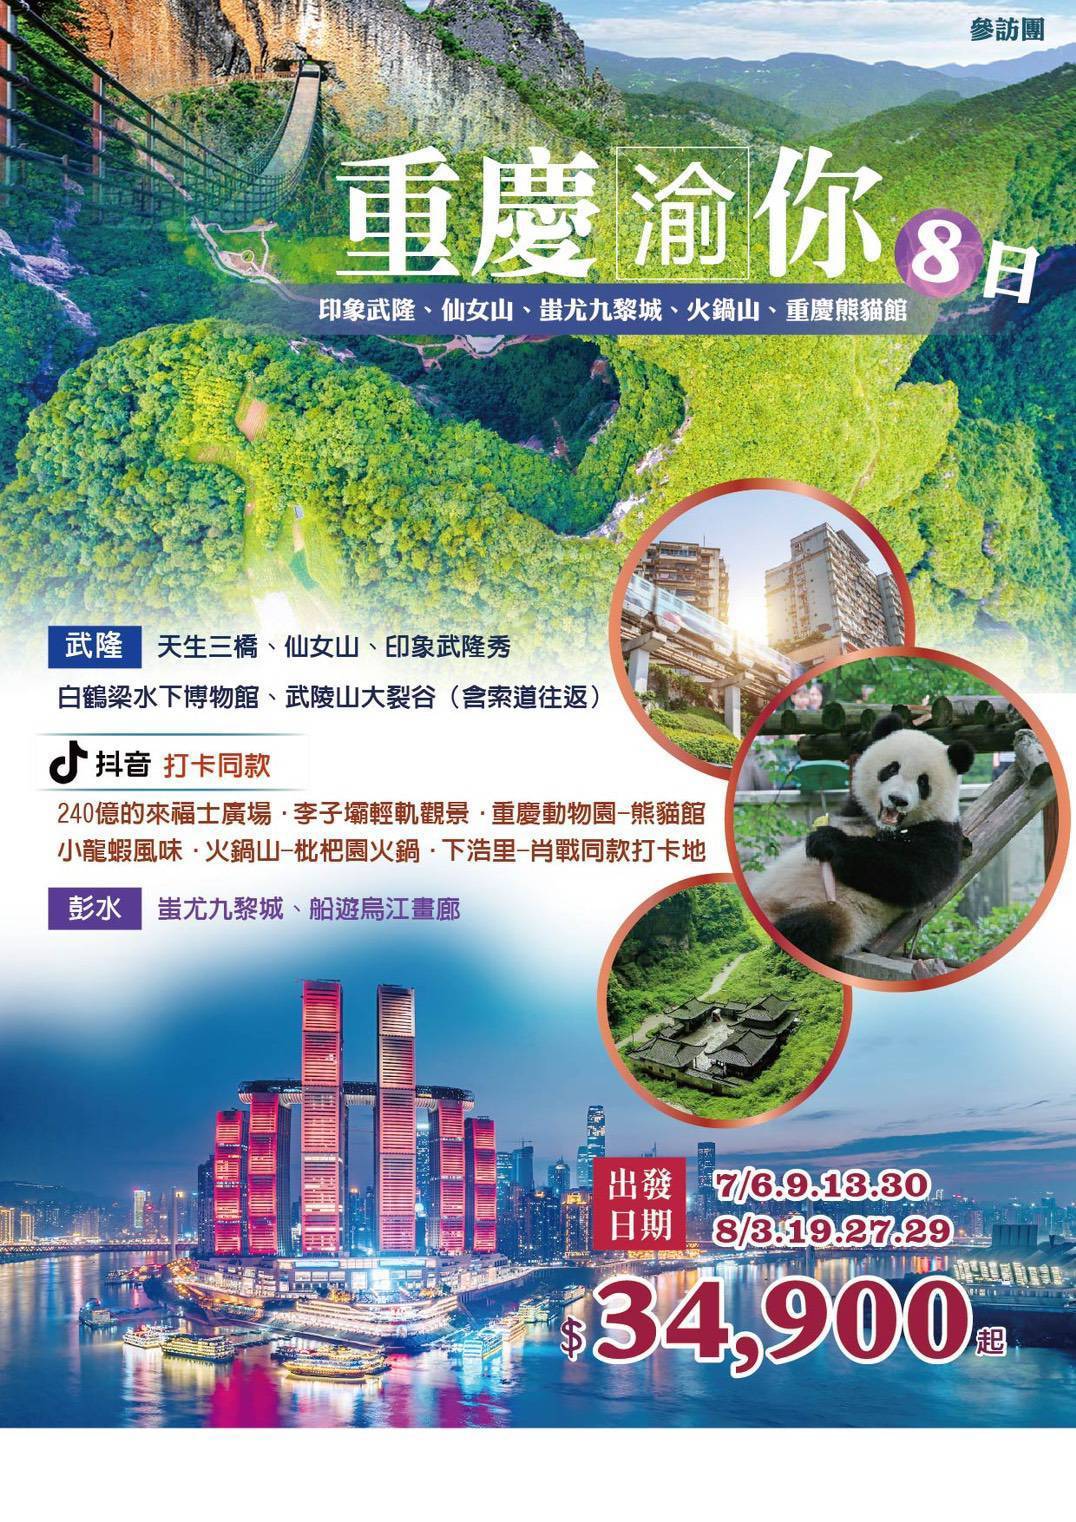 參訪團
重慶渝你8日
印象武隆、仙女山、蚩尤九黎城、火鍋山、重慶熊貓館
武隆 天生三橋、仙女山、印象武隆秀
白鶴梁水下博物館、武陵山大裂谷（含索道往返）
抖音 打卡同款
240億的來福士廣場·李子壩輕軌觀景·重慶動物園-熊貓館
小龍蝦風味·火鍋山-枇杷園火鍋·下浩里-肖戰同款打卡地
彭水 蚩尤九黎城、船遊烏江畫廊
出發日期
7/6.9.13.30
8/3.19.27.29
$34,900起